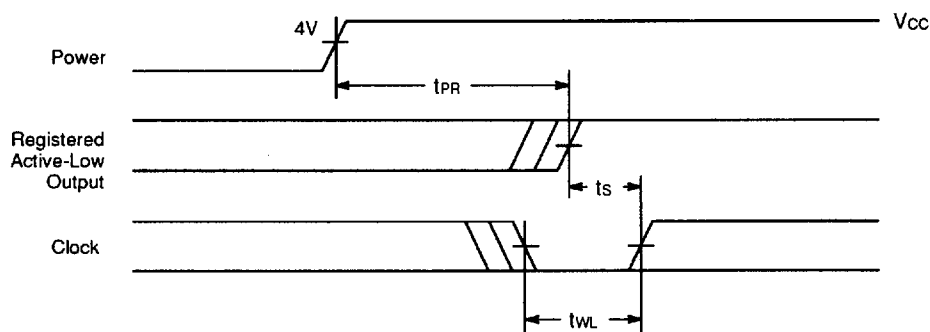 4V
VCC
Power
tPR
Registered
Active-Low
Output
tS
Clock
tWL